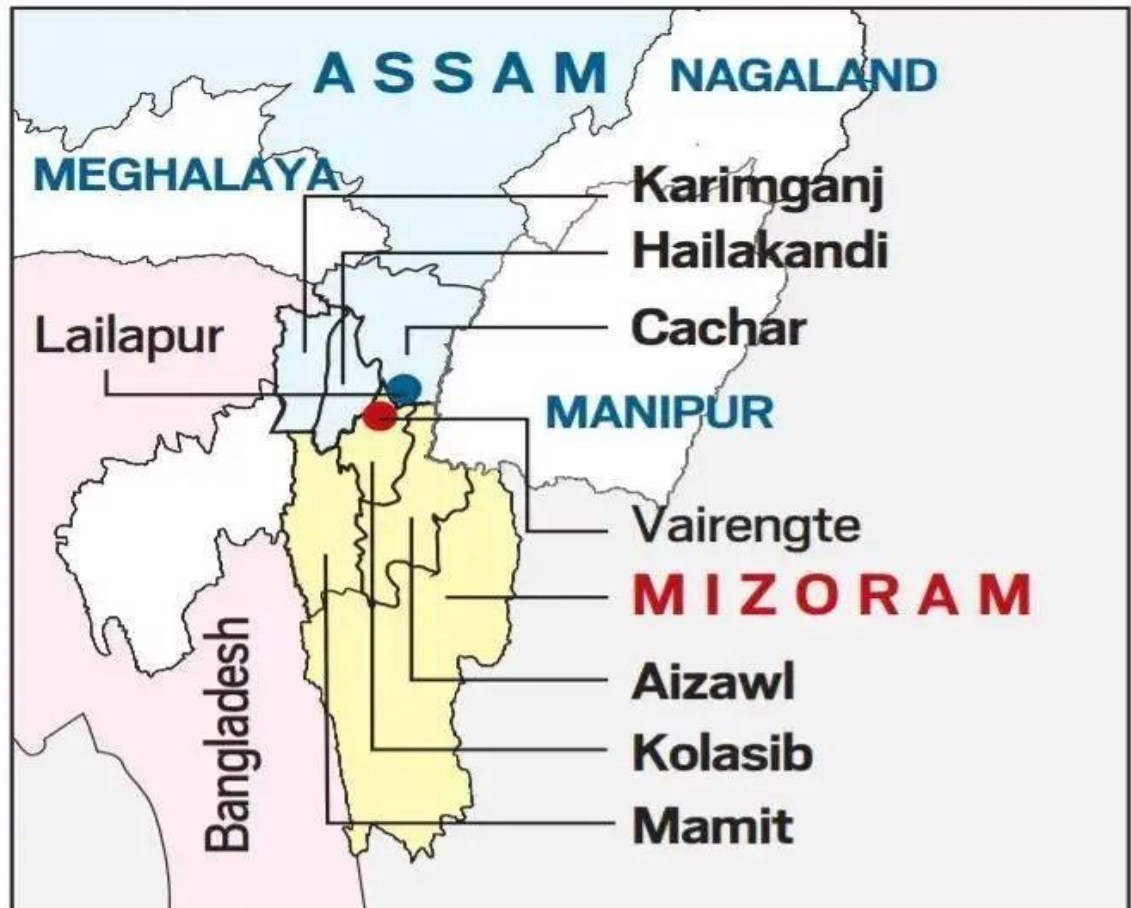 ASSAM
NAGALAND
MEGHALAYA
Karimganj
Hailakandi
Lailapur
Cachar
MANIPUR
Vairengte
MIZORAM
Bangladesh
Aizawl
Kolasib
Mamit